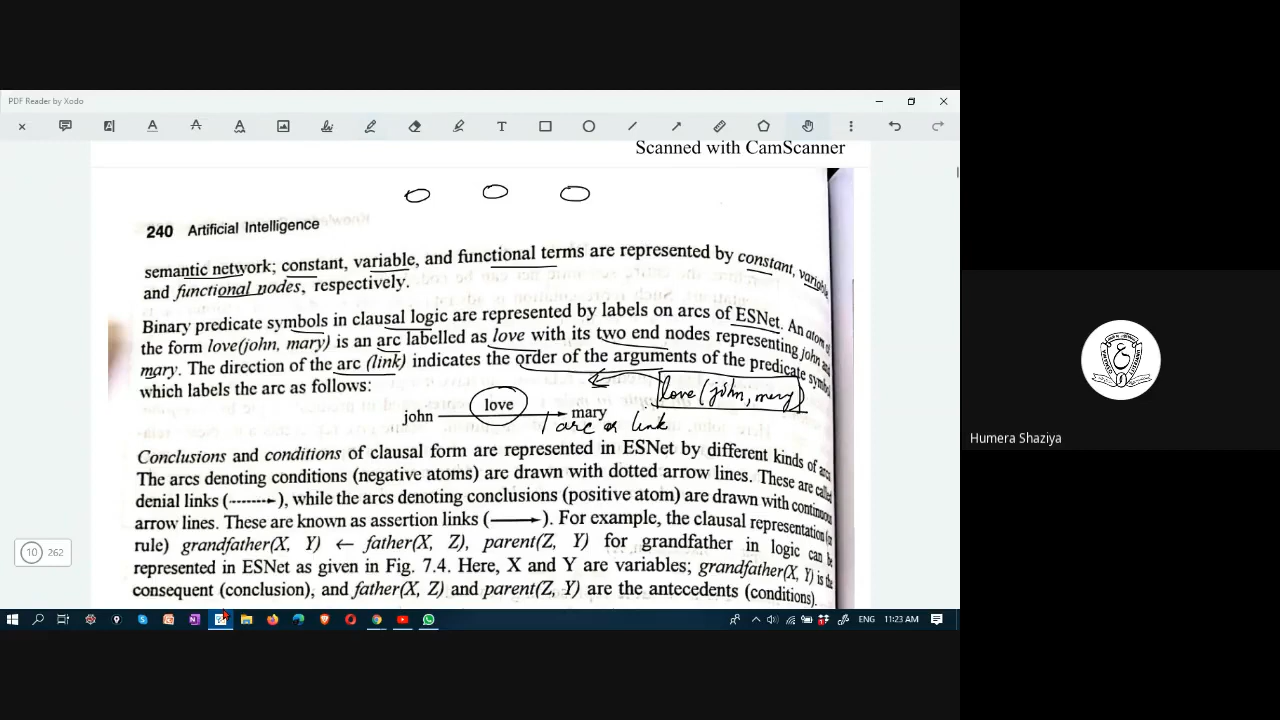 PDF Reader by Xodo
Scanned with CamScanner
240 Artificial Intelligence
semantic network; constant, variable, and functional terms are represented by constant, variable,
and functional nodes, respectively.
Binary predicate symbols in clausal logic are represented by labels on arcs of ESNet. An atom of
the form love(john, mary) is an arc labelled as love with its two end nodes representing john and
mary. The direction of the arc (link) indicates the order of the arguments of the predicate symbol
which labels the arc as follows:
love(john, mary)
love
john mary
arc or link
Conclusions and conditions of clausal form are represented in ESNet by different kinds of arcs.
The arcs denoting conditions (negative atoms) are drawn with dotted arrow lines. These are called
denial links (--------►), while the arcs denoting conclusions (positive atom) are drawn with continuous
arrow lines. These are known as assertion links (——►). For example, the clausal representation (or
rule) grandfather(X, Y) ← father(X, Z), parent(Z, Y) for grandfather in logic can be
represented in ESNet as given in Fig. 7.4. Here, X and Y are variables; grandfather(X, Y) is the
consequent (conclusion), and father(X, Z) and parent(Z, Y) are the antecedents (conditions).
10 262
Humera Shaziya
ENG 11:23 AM